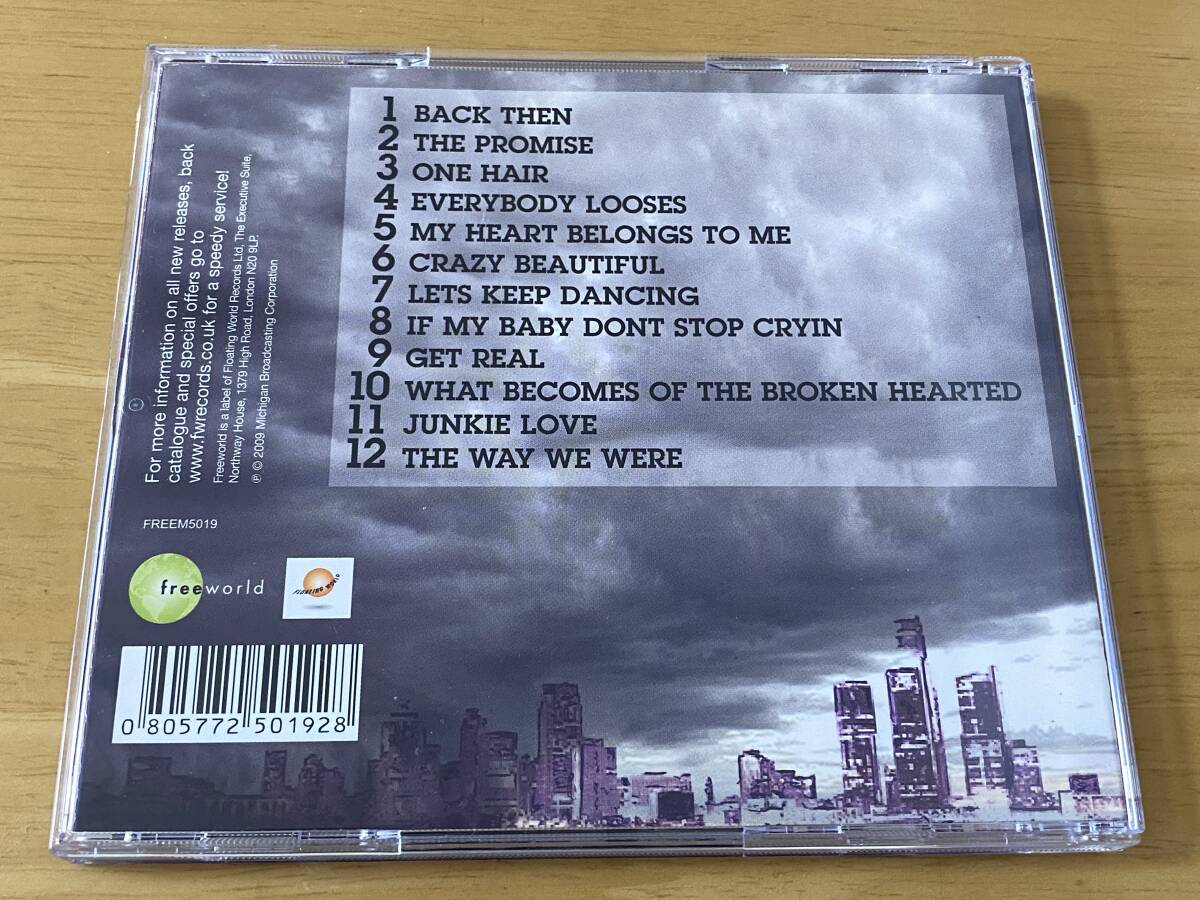 1 BACK THEN
2 THE PROMISE
3 ONE HAIR
4 EVERYBODY LOOSES
5 MY HEART BELONGS TO ME
6 CRAZY BEAUTIFUL
7 LETS KEEP DANCING
8 IF MY BABY DONT STOP CRYIN
9 GET REAL
10 WHAT BECOMES OF THE BROKEN HEARTED
11 JUNKIE LOVE
12 THE WAY WE WERE
For more information on all new releases, back
catalogue and special offers go to
www.fwrecords.co.uk for a speedy service!
Freeworld is a label of Floating World Records Ltd, The Executive Suite,
Northway House, 1379 High Road, London N20 9LP.
℗ © 2009 Michigan Broadcasting Corporation
FREEM5019
freeworld
FLOATING WORLD
0 805772 501928